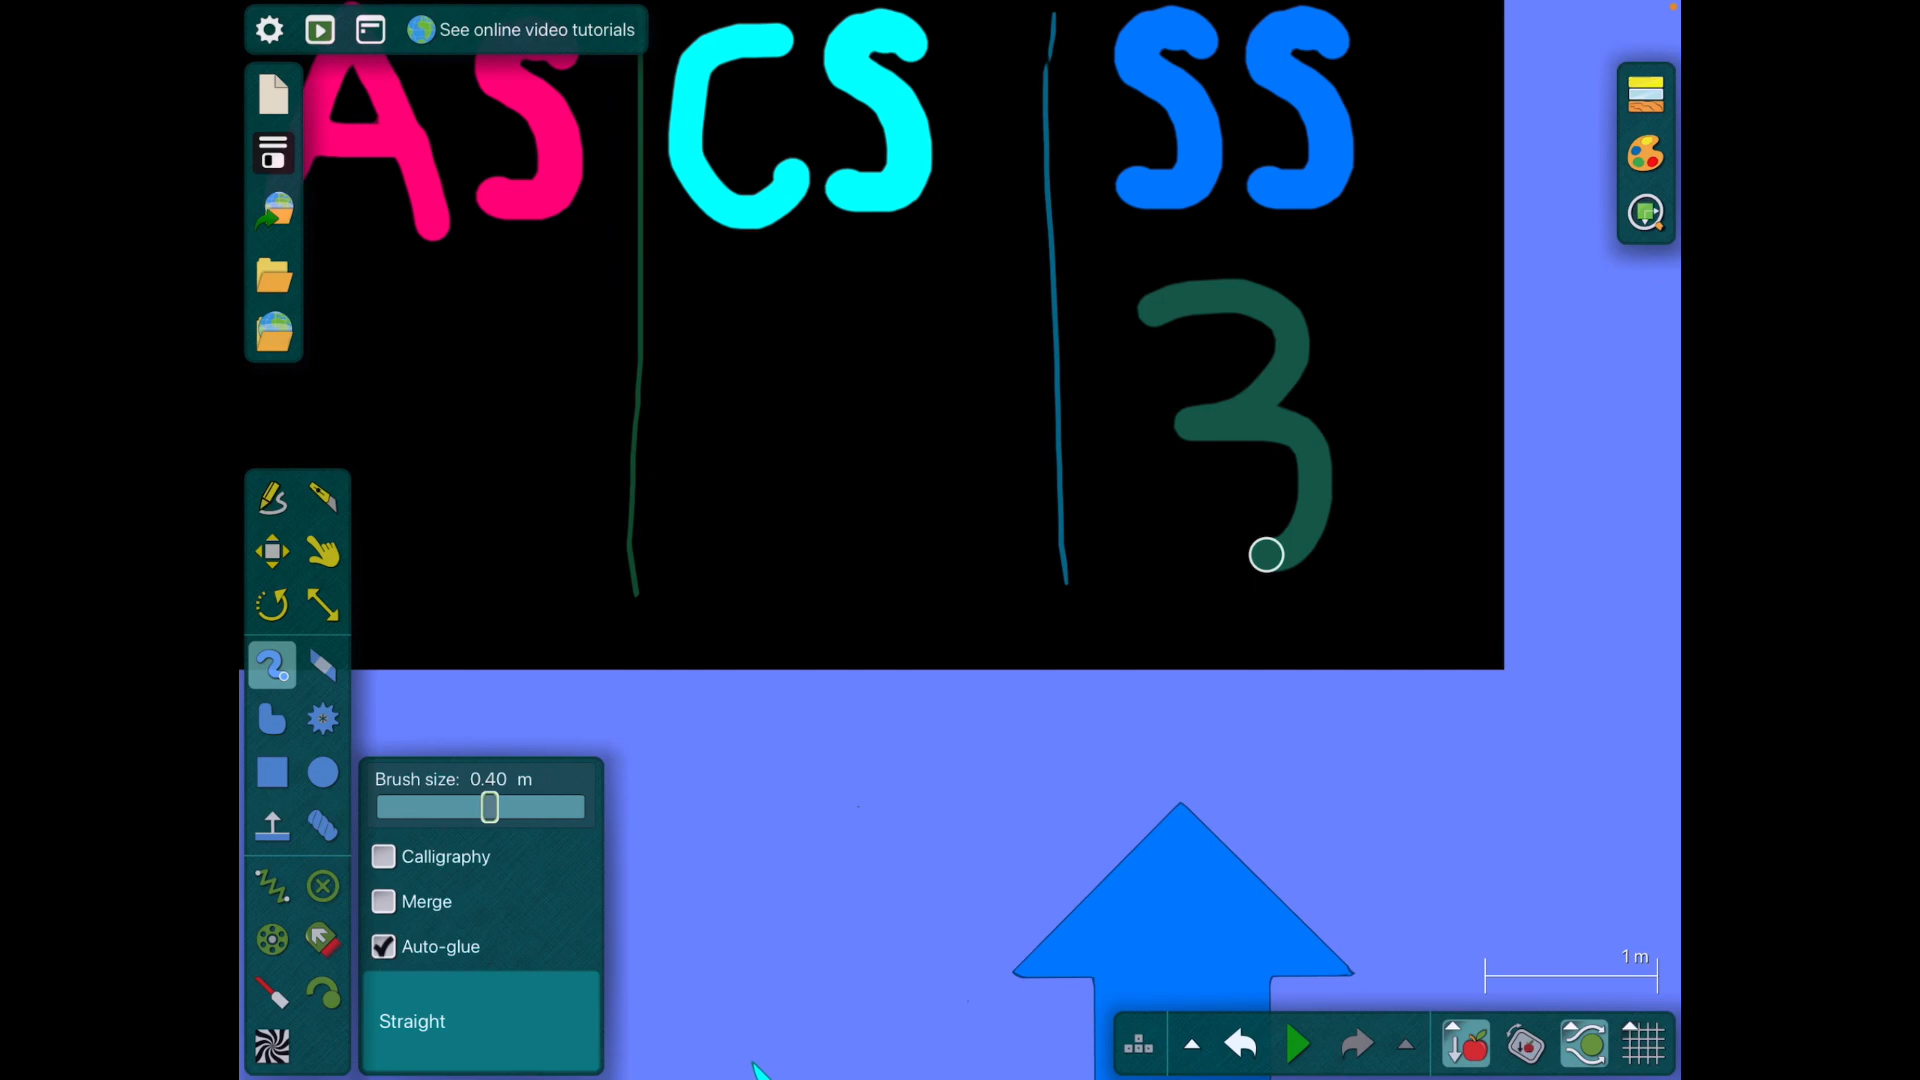 See online video tutorials
AS CS SS
3
Brush size: 0.40 m
Calligraphy
Merge
Auto-glue
Straight
1 m